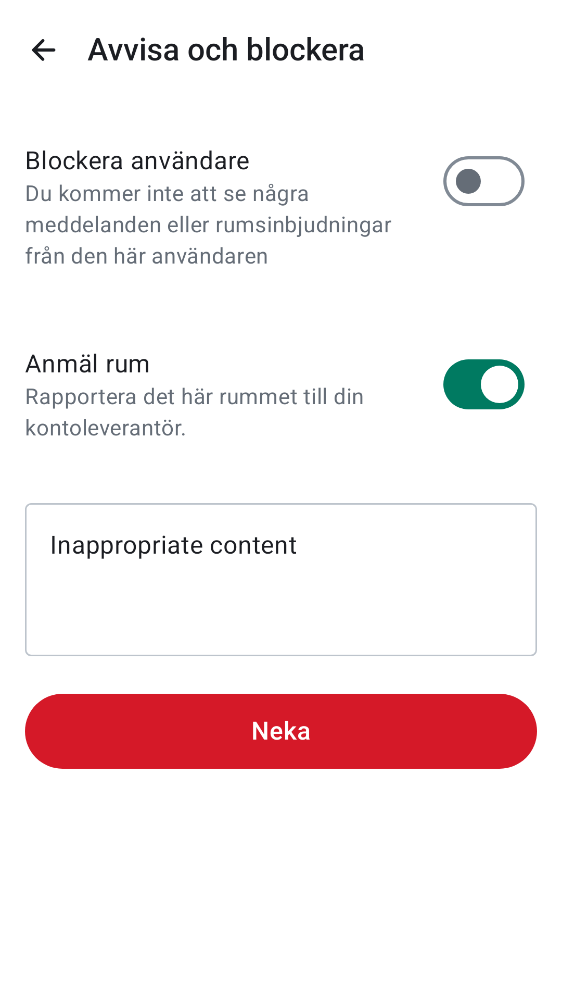 Avvisa och blockera
Blockera användare
Du kommer inte att se några
meddelanden eller rumsinbjudningar
från den här användaren
Anmäl rum
Rapportera det här rummet till din
kontoleverantör.
Inappropriate content
Neka